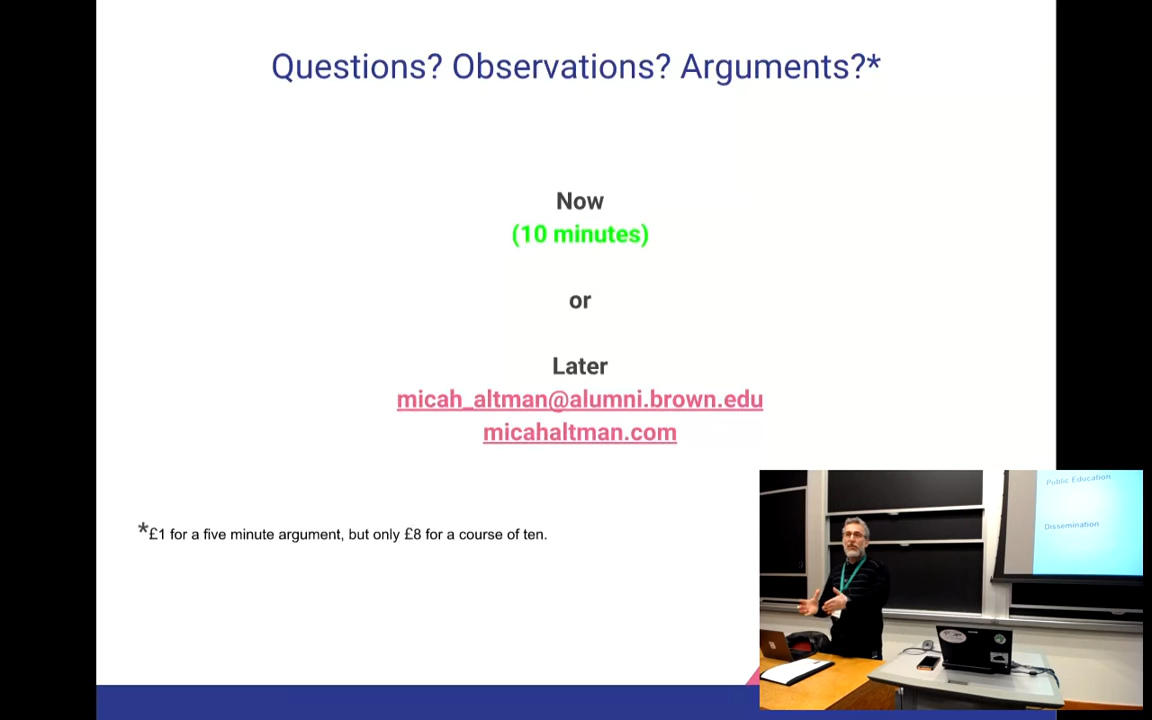 Questions? Observations? Arguments?*
Now
(10 minutes)
or
Later
micah_altman@alumni.brown.edu
micahaltman.com
*£1 for a five minute argument, but only £8 for a course of ten.
Public Education
Dissemination